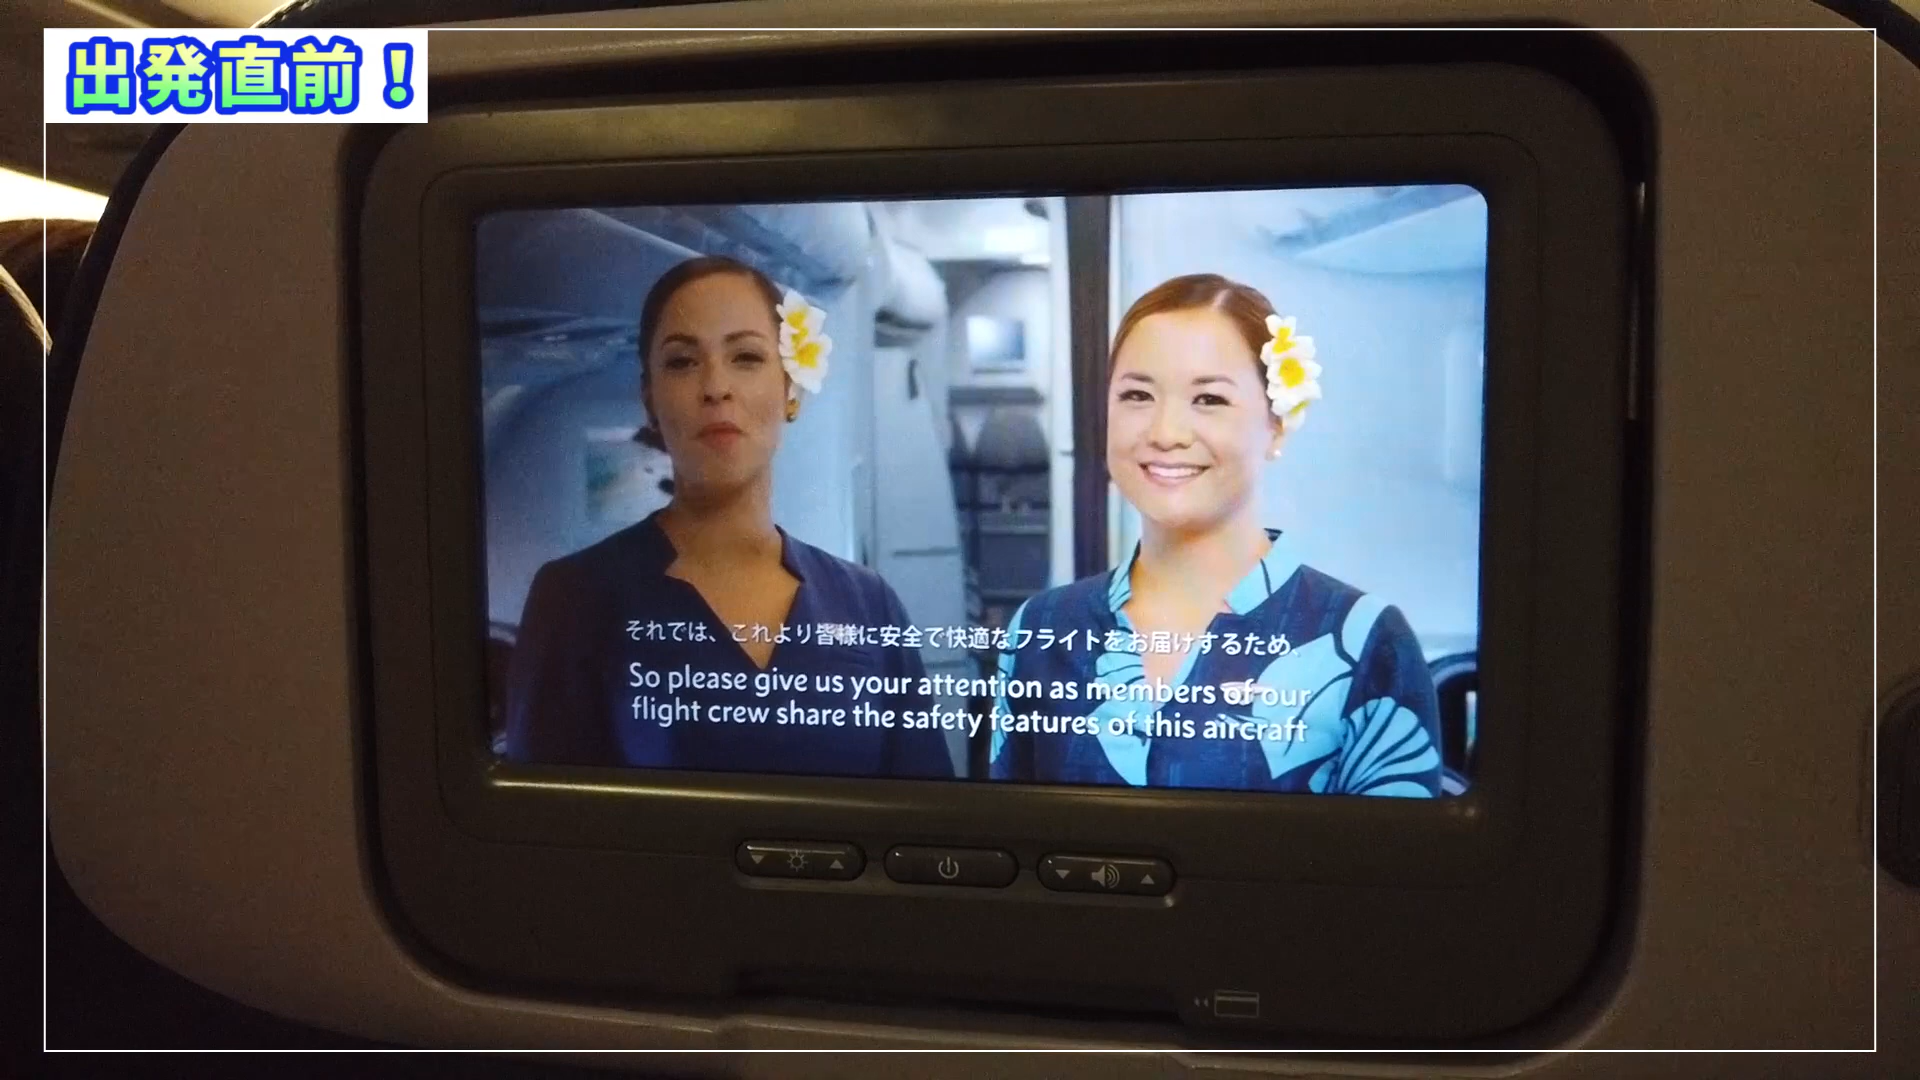 出発直前!
それでは、これより皆様に安全で快適なフライトをお届けするため、
So please give us your attention as members of our
flight crew share the safety features of this aircraft